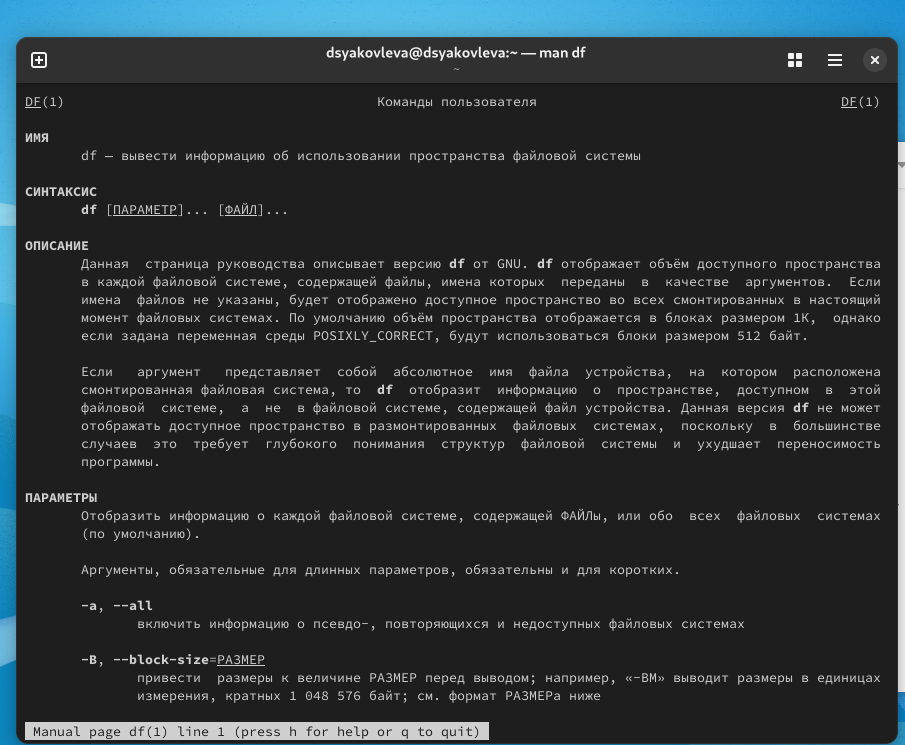 dsyakovleva@dsyakovleva:~ — man df
~
DF(1) Команды пользователя DF(1)
ИМЯ
df — вывести информацию об использовании пространства файловой системы
СИНТАКСИС
df [ПАРАМЕТР]... [ФАЙЛ]...
ОПИСАНИЕ
Данная страница руководства описывает версию df от GNU. df отображает объём доступного пространства
в каждой файловой системе, содержащей файлы, имена которых переданы в качестве аргументов. Если
имена файлов не указаны, будет отображено доступное пространство во всех смонтированных в настоящий
момент файловых системах. По умолчанию объём пространства отображается в блоках размером 1K, однако
если задана переменная среды POSIXLY_CORRECT, будут использоваться блоки размером 512 байт.
Если аргумент представляет собой абсолютное имя файла устройства, на котором расположена
смонтированная файловая система, то df отобразит информацию о пространстве, доступном в этой
файловой системе, а не в файловой системе, содержащей файл устройства. Данная версия df не может
отображать доступное пространство в размонтированных файловых системах, поскольку в большинстве
случаев это требует глубокого понимания структур файловой системы и ухудшает переносимость
программы.
ПАРАМЕТРЫ
Отобразить информацию о каждой файловой системе, содержащей ФАЙЛы, или обо всех файловых системах
(по умолчанию).
Аргументы, обязательные для длинных параметров, обязательны и для коротких.
-a, --all
включить информацию о псевдо-, повторяющихся и недоступных файловых системах
-B, --block-size=РАЗМЕР
привести размеры к величине РАЗМЕР перед выводом; например, «-BM» выводит размеры в единицах
измерения, кратных 1 048 576 байт; см. формат РАЗМЕРа ниже
Manual page df(1) line 1 (press h for help or q to quit)